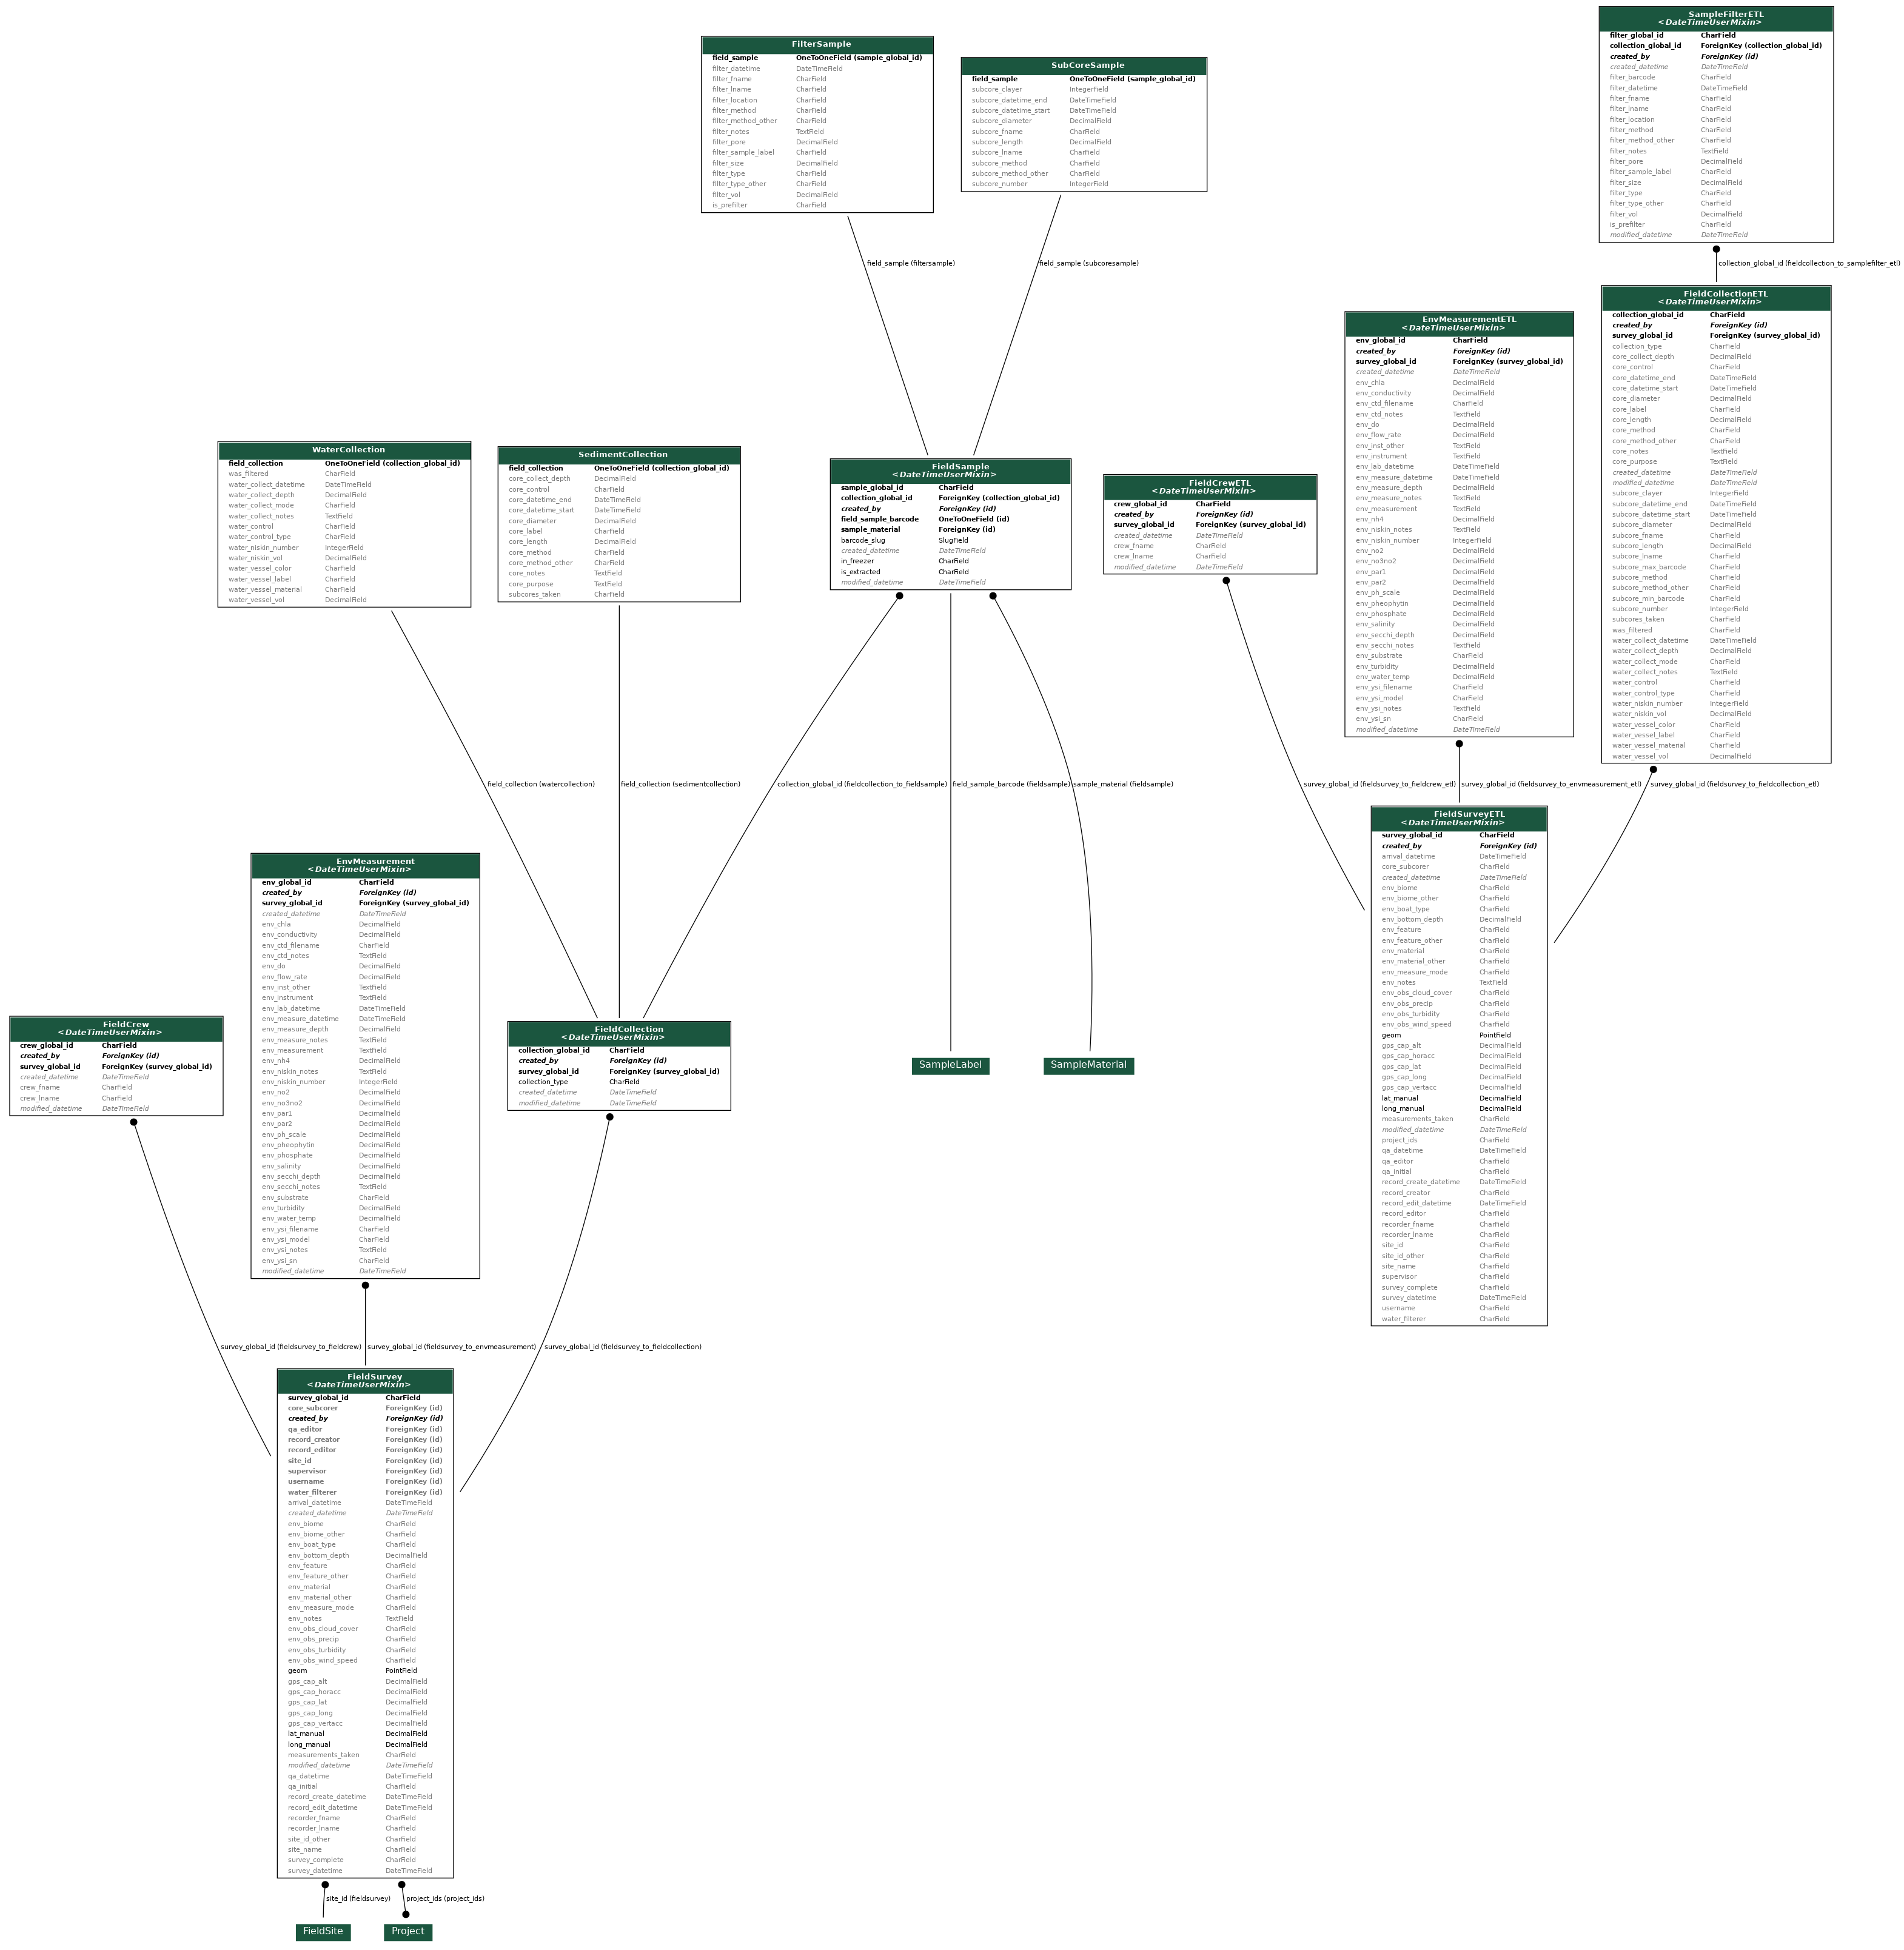 SampleFilterETL
<DateTimeUserMixin>
filter_global_id CharField
collection_global_id ForeignKey (collection_global_id)
created_by ForeignKey (id)
created_datetime DateTimeField
filter_barcode CharField
filter_datetime DateTimeField
filter_fname CharField
filter_lname CharField
filter_location CharField
filter_method CharField
filter_method_other CharField
filter_notes TextField
filter_pore DecimalField
filter_sample_label CharField
filter_size DecimalField
filter_type CharField
filter_type_other CharField
filter_vol DecimalField
is_prefilter CharField
modified_datetime DateTimeField
FilterSample
field_sample OneToOneField (sample_global_id)
filter_datetime DateTimeField
filter_fname CharField
filter_lname CharField
filter_location CharField
filter_method CharField
filter_method_other CharField
filter_notes TextField
filter_pore DecimalField
filter_sample_label CharField
filter_size DecimalField
filter_type CharField
filter_type_other CharField
filter_vol DecimalField
is_prefilter CharField
SubCoreSample
field_sample OneToOneField (sample_global_id)
subcore_clayer IntegerField
subcore_datetime_end DateTimeField
subcore_datetime_start DateTimeField
subcore_diameter DecimalField
subcore_fname CharField
subcore_length DecimalField
subcore_lname CharField
subcore_method CharField
subcore_method_other CharField
subcore_number IntegerField
field_sample (filtersample)
field_sample (subcoresample)
collection_global_id (fieldcollection_to_samplefilter_etl)
FieldCollectionETL
<DateTimeUserMixin>
collection_global_id CharField
created_by ForeignKey (id)
survey_global_id ForeignKey (survey_global_id)
collection_type CharField
core_collect_depth DecimalField
core_control CharField
core_datetime_end DateTimeField
core_datetime_start DateTimeField
core_diameter DecimalField
core_label CharField
core_length DecimalField
core_method CharField
core_method_other CharField
core_notes TextField
core_purpose TextField
created_datetime DateTimeField
modified_datetime DateTimeField
subcore_clayer IntegerField
subcore_datetime_end DateTimeField
subcore_datetime_start DateTimeField
subcore_diameter DecimalField
subcore_fname CharField
subcore_length DecimalField
subcore_lname CharField
subcore_max_barcode CharField
subcore_method CharField
subcore_method_other CharField
subcore_min_barcode CharField
subcore_number IntegerField
subcores_taken CharField
was_filtered CharField
water_collect_datetime DateTimeField
water_collect_depth DecimalField
water_collect_mode CharField
water_collect_notes TextField
water_control CharField
water_control_type CharField
water_niskin_number IntegerField
water_niskin_vol DecimalField
water_vessel_color CharField
water_vessel_label CharField
water_vessel_material CharField
water_vessel_vol DecimalField
EnvMeasurementETL
<DateTimeUserMixin>
env_global_id CharField
created_by ForeignKey (id)
survey_global_id ForeignKey (survey_global_id)
created_datetime DateTimeField
env_chla DecimalField
env_conductivity DecimalField
env_ctd_filename CharField
env_ctd_notes TextField
env_do DecimalField
env_flow_rate DecimalField
env_inst_other TextField
env_instrument TextField
env_lab_datetime DateTimeField
env_measure_datetime DateTimeField
env_measure_depth DecimalField
env_measure_notes TextField
env_measurement TextField
env_nh4 DecimalField
env_niskin_notes TextField
env_niskin_number IntegerField
env_no2 DecimalField
env_no3no2 DecimalField
env_par1 DecimalField
env_par2 DecimalField
env_ph_scale DecimalField
env_pheophytin DecimalField
env_phosphate DecimalField
env_salinity DecimalField
env_secchi_depth DecimalField
env_secchi_notes TextField
env_substrate CharField
env_turbidity DecimalField
env_water_temp DecimalField
env_ysi_filename CharField
env_ysi_model CharField
env_ysi_notes TextField
env_ysi_sn CharField
modified_datetime DateTimeField
WaterCollection
field_collection OneToOneField (collection_global_id)
was_filtered CharField
water_collect_datetime DateTimeField
water_collect_depth DecimalField
water_collect_mode CharField
water_collect_notes TextField
water_control CharField
water_control_type CharField
water_niskin_number IntegerField
water_niskin_vol DecimalField
water_vessel_color CharField
water_vessel_label CharField
water_vessel_material CharField
water_vessel_vol DecimalField
SedimentCollection
field_collection OneToOneField (collection_global_id)
core_collect_depth DecimalField
core_control CharField
core_datetime_end DateTimeField
core_datetime_start DateTimeField
core_diameter DecimalField
core_label CharField
core_length DecimalField
core_method CharField
core_method_other CharField
core_notes TextField
core_purpose TextField
subcores_taken CharField
FieldSample
<DateTimeUserMixin>
sample_global_id CharField
collection_global_id ForeignKey (collection_global_id)
created_by ForeignKey (id)
field_sample_barcode OneToOneField (id)
sample_material ForeignKey (id)
barcode_slug SlugField
created_datetime DateTimeField
in_freezer CharField
is_extracted CharField
modified_datetime DateTimeField
FieldCrewETL
<DateTimeUserMixin>
crew_global_id CharField
created_by ForeignKey (id)
survey_global_id ForeignKey (survey_global_id)
created_datetime DateTimeField
crew_fname CharField
crew_lname CharField
modified_datetime DateTimeField
field_collection (watercollection)
field_collection (sedimentcollection)
collection_global_id (fieldcollection_to_fieldsample)
field_sample_barcode (fieldsample)
sample_material (fieldsample)
survey_global_id (fieldsurvey_to_fieldcrew_etl)
survey_global_id (fieldsurvey_to_envmeasurement_etl)
survey_global_id (fieldsurvey_to_fieldcollection_etl)
FieldSurveyETL
<DateTimeUserMixin>
survey_global_id CharField
created_by ForeignKey (id)
arrival_datetime DateTimeField
core_subcorer CharField
created_datetime DateTimeField
env_biome CharField
env_biome_other CharField
env_boat_type CharField
env_bottom_depth DecimalField
env_feature CharField
env_feature_other CharField
env_material CharField
env_material_other CharField
env_measure_mode CharField
env_notes TextField
env_obs_cloud_cover CharField
env_obs_precip CharField
env_obs_turbidity CharField
env_obs_wind_speed CharField
geom PointField
gps_cap_alt DecimalField
gps_cap_horacc DecimalField
gps_cap_lat DecimalField
gps_cap_long DecimalField
gps_cap_vertacc DecimalField
lat_manual DecimalField
long_manual DecimalField
measurements_taken CharField
modified_datetime DateTimeField
project_ids CharField
qa_datetime DateTimeField
qa_editor CharField
qa_initial CharField
record_create_datetime DateTimeField
record_creator CharField
record_edit_datetime DateTimeField
record_editor CharField
recorder_fname CharField
recorder_lname CharField
site_id CharField
site_id_other CharField
site_name CharField
supervisor CharField
survey_complete CharField
survey_datetime DateTimeField
username CharField
water_filterer CharField
EnvMeasurement
<DateTimeUserMixin>
env_global_id CharField
created_by ForeignKey (id)
survey_global_id ForeignKey (survey_global_id)
created_datetime DateTimeField
env_chla DecimalField
env_conductivity DecimalField
env_ctd_filename CharField
env_ctd_notes TextField
env_do DecimalField
env_flow_rate DecimalField
env_inst_other TextField
env_instrument TextField
env_lab_datetime DateTimeField
env_measure_datetime DateTimeField
env_measure_depth DecimalField
env_measure_notes TextField
env_measurement TextField
env_nh4 DecimalField
env_niskin_notes TextField
env_niskin_number IntegerField
env_no2 DecimalField
env_no3no2 DecimalField
env_par1 DecimalField
env_par2 DecimalField
env_ph_scale DecimalField
env_pheophytin DecimalField
env_phosphate DecimalField
env_salinity DecimalField
env_secchi_depth DecimalField
env_secchi_notes TextField
env_substrate CharField
env_turbidity DecimalField
env_water_temp DecimalField
env_ysi_filename CharField
env_ysi_model CharField
env_ysi_notes TextField
env_ysi_sn CharField
modified_datetime DateTimeField
FieldCrew
<DateTimeUserMixin>
crew_global_id CharField
created_by ForeignKey (id)
survey_global_id ForeignKey (survey_global_id)
created_datetime DateTimeField
crew_fname CharField
crew_lname CharField
modified_datetime DateTimeField
FieldCollection
<DateTimeUserMixin>
collection_global_id CharField
created_by ForeignKey (id)
survey_global_id ForeignKey (survey_global_id)
collection_type CharField
created_datetime DateTimeField
modified_datetime DateTimeField
SampleLabel
SampleMaterial
survey_global_id (fieldsurvey_to_fieldcrew)
survey_global_id (fieldsurvey_to_envmeasurement)
survey_global_id (fieldsurvey_to_fieldcollection)
FieldSurvey
<DateTimeUserMixin>
survey_global_id CharField
core_subcorer ForeignKey (id)
created_by ForeignKey (id)
qa_editor ForeignKey (id)
record_creator ForeignKey (id)
record_editor ForeignKey (id)
site_id ForeignKey (id)
supervisor ForeignKey (id)
username ForeignKey (id)
water_filterer ForeignKey (id)
arrival_datetime DateTimeField
created_datetime DateTimeField
env_biome CharField
env_biome_other CharField
env_boat_type CharField
env_bottom_depth DecimalField
env_feature CharField
env_feature_other CharField
env_material CharField
env_material_other CharField
env_measure_mode CharField
env_notes TextField
env_obs_cloud_cover CharField
env_obs_precip CharField
env_obs_turbidity CharField
env_obs_wind_speed CharField
geom PointField
gps_cap_alt DecimalField
gps_cap_horacc DecimalField
gps_cap_lat DecimalField
gps_cap_long DecimalField
gps_cap_vertacc DecimalField
lat_manual DecimalField
long_manual DecimalField
measurements_taken CharField
modified_datetime DateTimeField
qa_datetime DateTimeField
qa_initial CharField
record_create_datetime DateTimeField
record_edit_datetime DateTimeField
recorder_fname CharField
recorder_lname CharField
site_id_other CharField
site_name CharField
survey_complete CharField
survey_datetime DateTimeField
site_id (fieldsurvey)
project_ids (project_ids)
FieldSite
Project